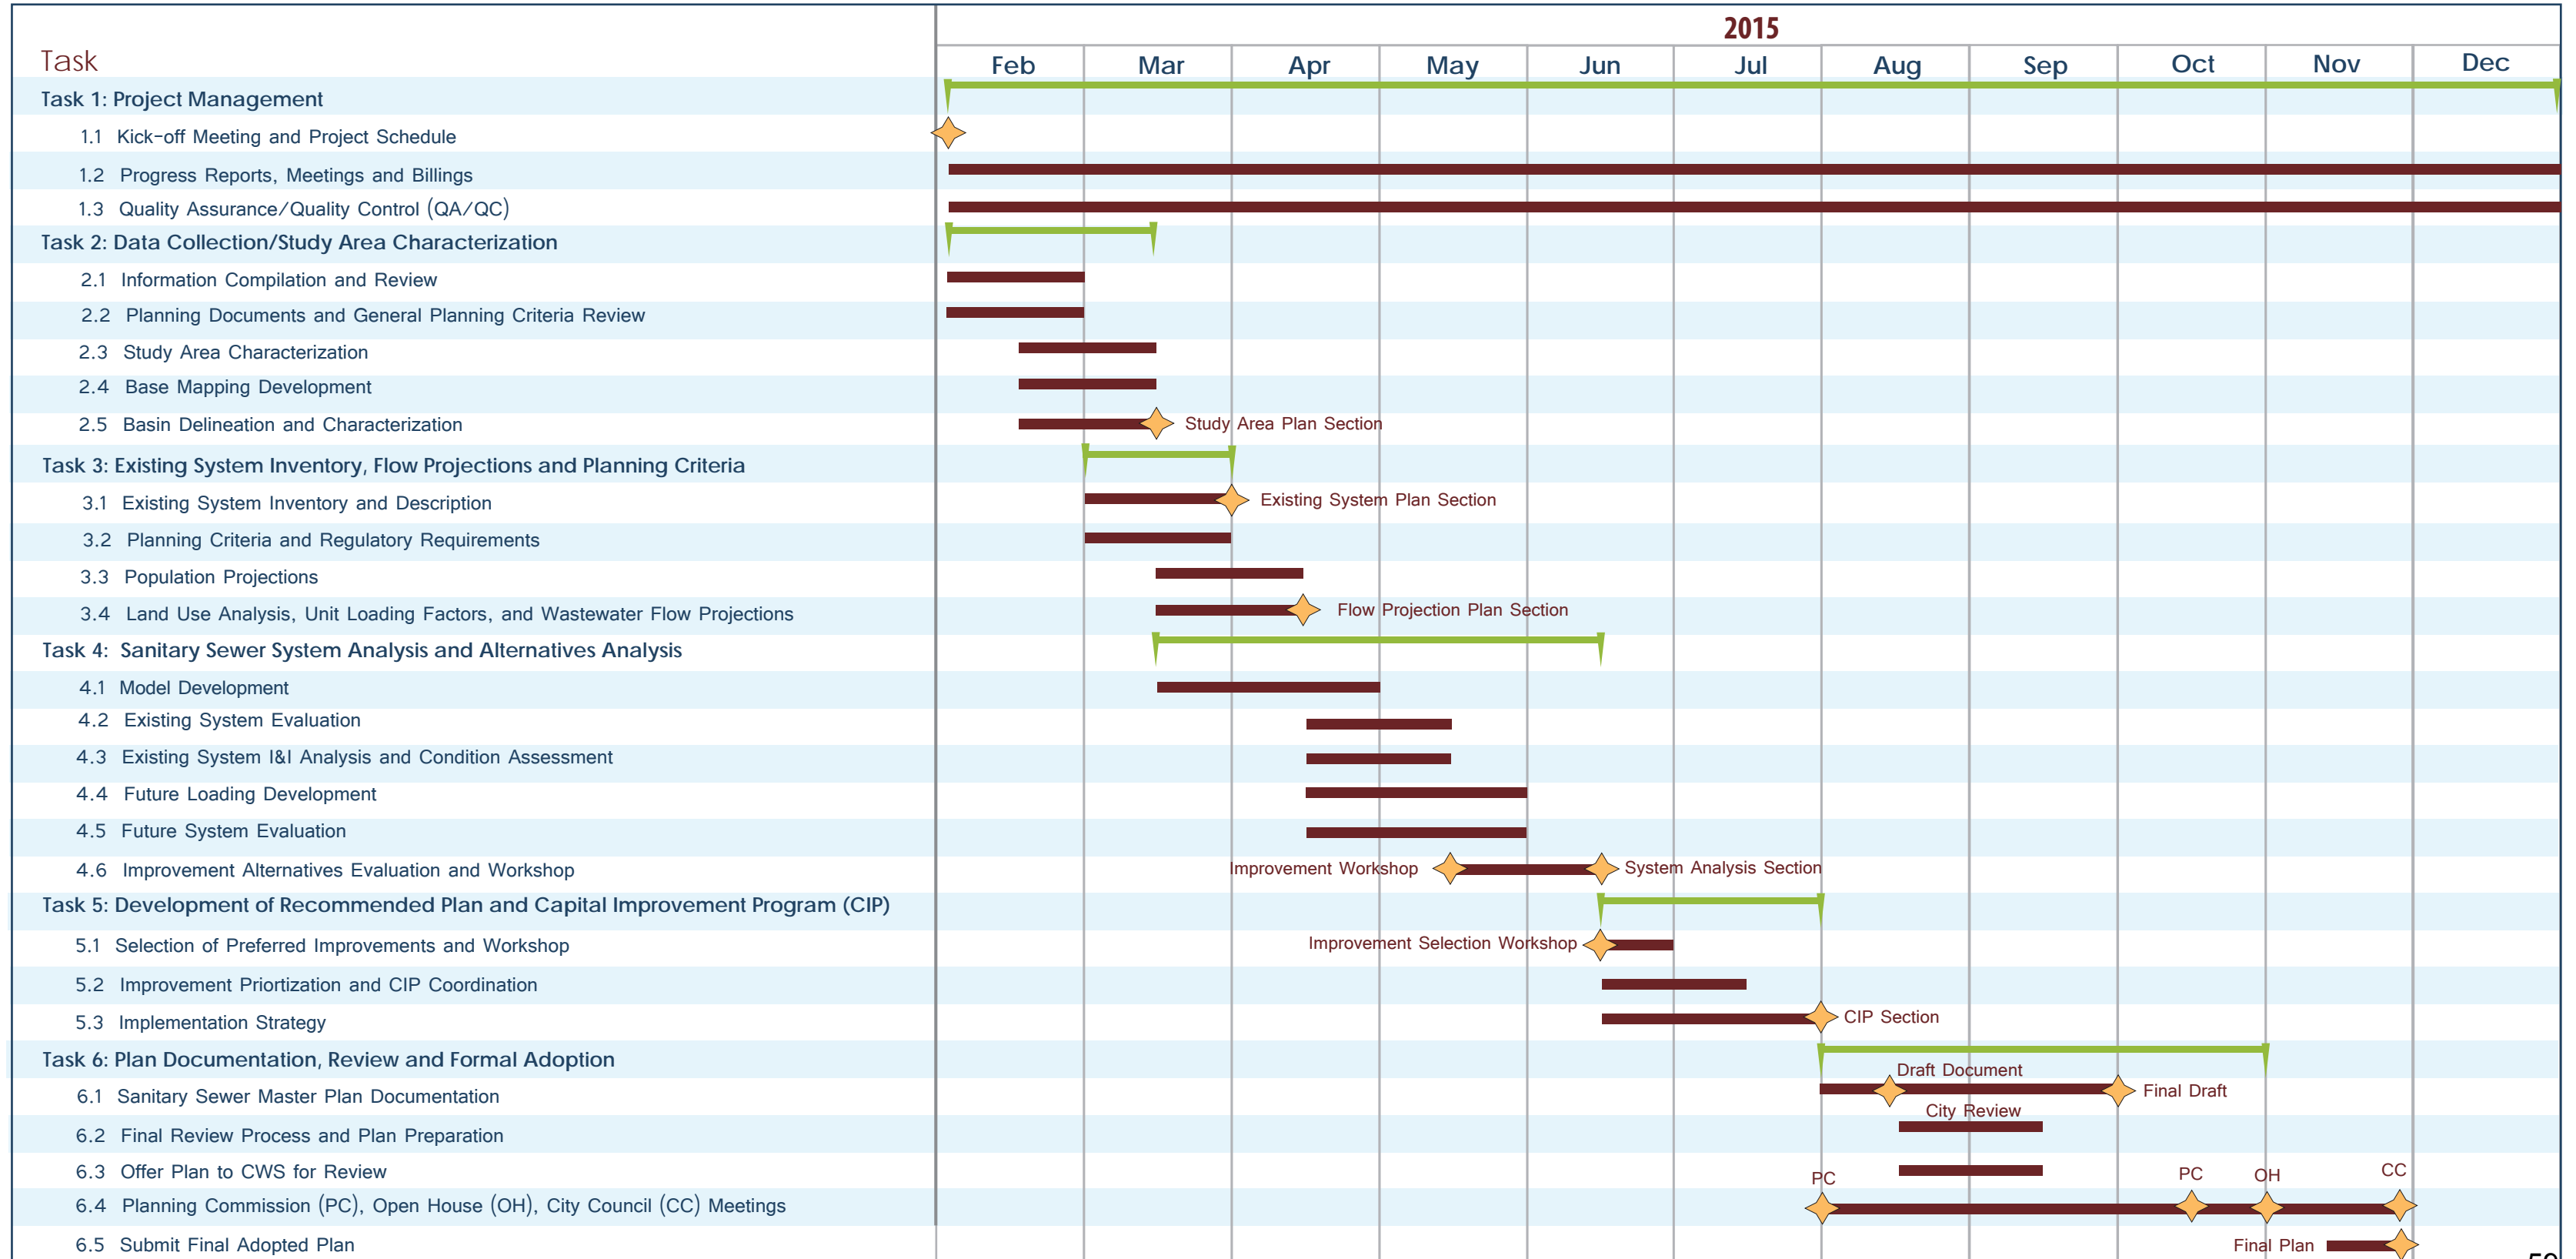 2015
Task
Feb Mar Apr May Jun Jul Aug Sep Oct Nov Dec
Task 1: Project Management
1.1 Kick-off Meeting and Project Schedule
1.2 Progress Reports, Meetings and Billings
1.3 Quality Assurance/Quality Control (QA/QC)
Task 2: Data Collection/Study Area Characterization
2.1 Information Compilation and Review
2.2 Planning Documents and General Planning Criteria Review
2.3 Study Area Characterization
2.4 Base Mapping Development
2.5 Basin Delineation and Characterization Study Area Plan Section
Task 3: Existing System Inventory, Flow Projections and Planning Criteria
3.1 Existing System Inventory and Description Existing System Plan Section
3.2 Planning Criteria and Regulatory Requirements
3.3 Population Projections
3.4 Land Use Analysis, Unit Loading Factors, and Wastewater Flow Projections Flow Projection Plan Section
Task 4: Sanitary Sewer System Analysis and Alternatives Analysis
4.1 Model Development
4.2 Existing System Evaluation
4.3 Existing System I&I Analysis and Condition Assessment
4.4 Future Loading Development
4.5 Future System Evaluation
4.6 Improvement Alternatives Evaluation and Workshop Improvement Workshop System Analysis Section
Task 5: Development of Recommended Plan and Capital Improvement Program (CIP)
5.1 Selection of Preferred Improvements and Workshop Improvement Selection Workshop
5.2 Improvement Priortization and CIP Coordination
5.3 Implementation Strategy CIP Section
Task 6: Plan Documentation, Review and Formal Adoption
Draft Document
6.1 Sanitary Sewer Master Plan Documentation Final Draft
City Review
6.2 Final Review Process and Plan Preparation
6.3 Offer Plan to CWS for Review
PC PC OH CC
6.4 Planning Commission (PC), Open House (OH), City Council (CC) Meetings
6.5 Submit Final Adopted Plan Final Plan